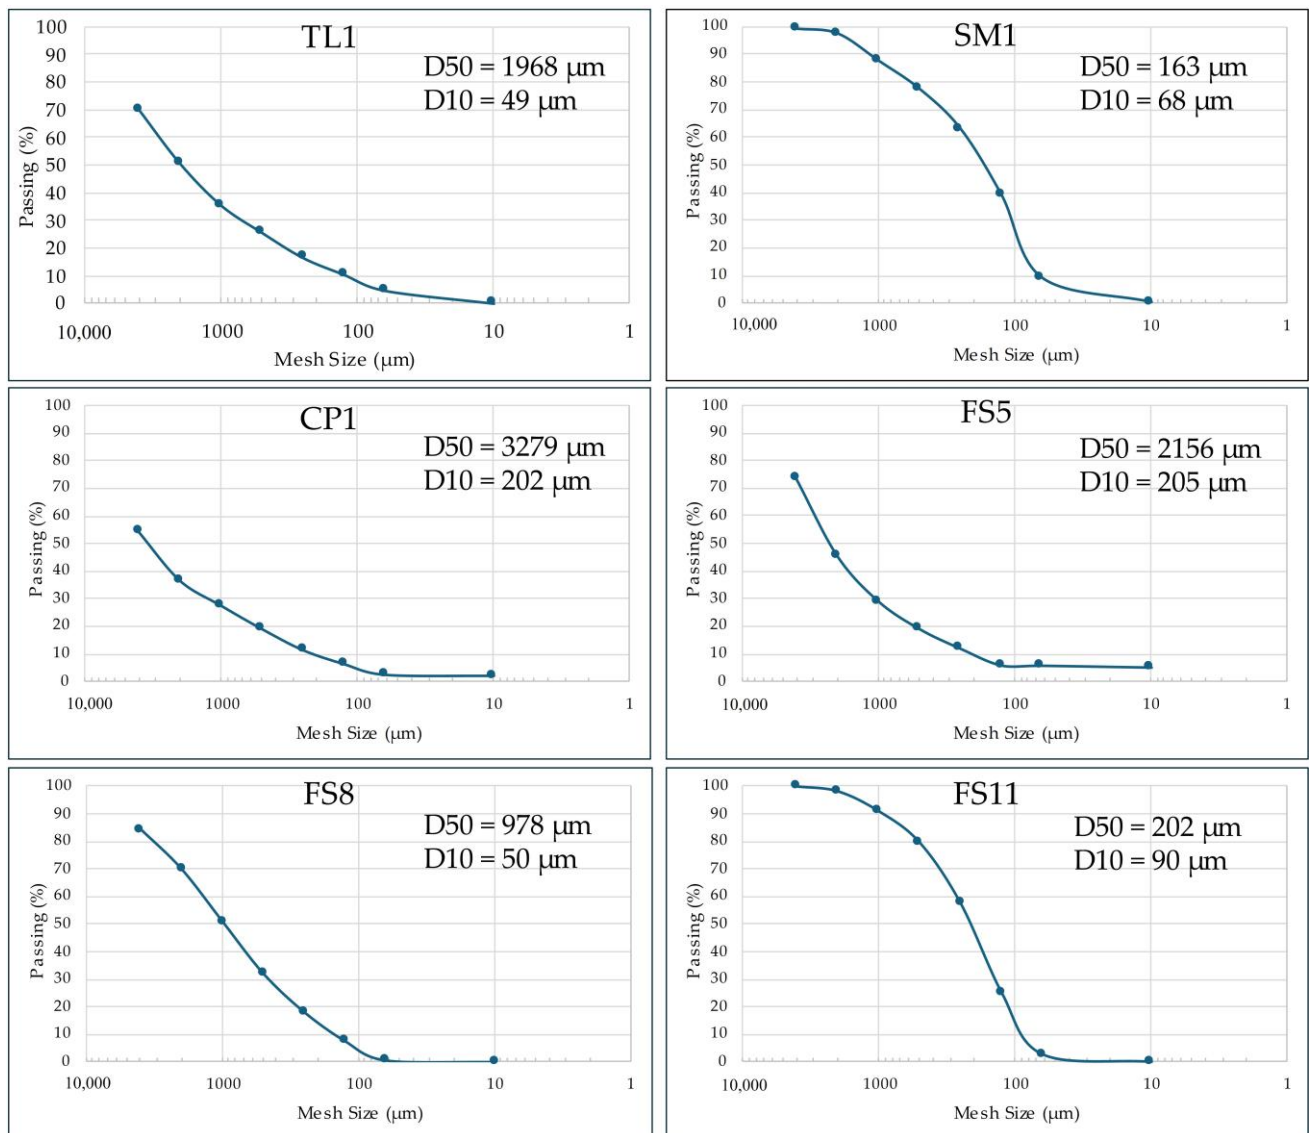 TL1
D50 = 1968 µm
D10 = 49 µm
Passing (%)
100
90
80
70
60
50
40
30
20
10
0
10,000 1000 100 10 1
Mesh Size (µm)
SM1
D50 = 163 µm
D10 = 68 µm
Passing (%)
100
90
80
70
60
50
40
30
20
10
0
10,000 1000 100 10 1
Mesh Size (µm)
CP1
D50 = 3279 µm
D10 = 202 µm
Passing (%)
100
90
80
70
60
50
40
30
20
10
0
10,000 1000 100 10 1
Mesh Size (µm)
FS5
D50 = 2156 µm
D10 = 205 µm
Passing (%)
100
90
80
70
60
50
40
30
20
10
0
10,000 1000 100 10 1
Mesh Size (µm)
FS8
D50 = 978 µm
D10 = 50 µm
Passing (%)
100
90
80
70
60
50
40
30
20
10
0
10,000 1000 100 10 1
Mesh Size (µm)
FS11
D50 = 202 µm
D10 = 90 µm
Passing (%)
100
90
80
70
60
50
40
30
20
10
0
10,000 1000 100 10 1
Mesh Size (µm)